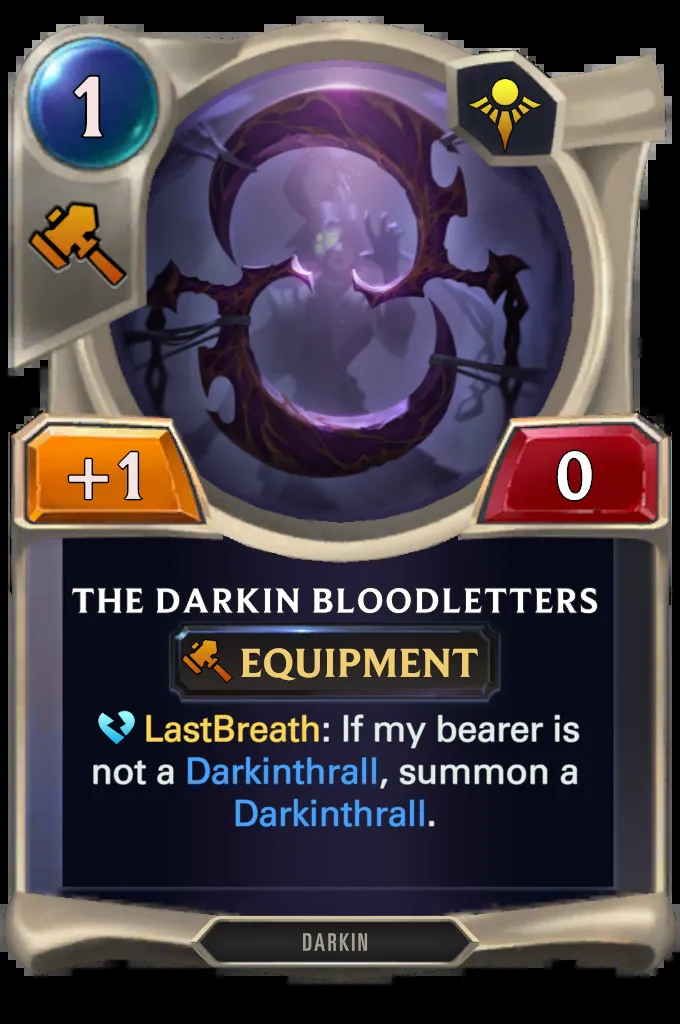 1
+1
0
THE DARKIN BLOODLETTERS
EQUIPMENT
LastBreath: If my bearer is
not a Darkinthrall, summon a
Darkinthrall.
DARKIN